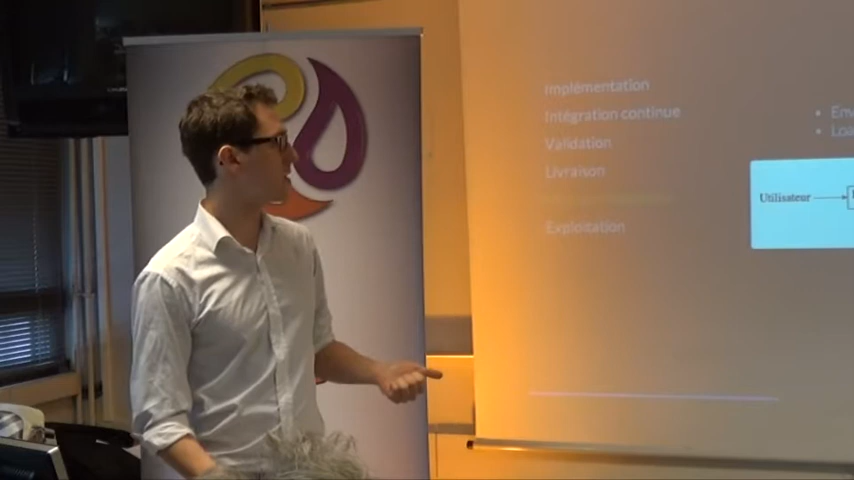 Implémentation
Intégration continue
Validation
Livraison
Exploitation
Utilisateur